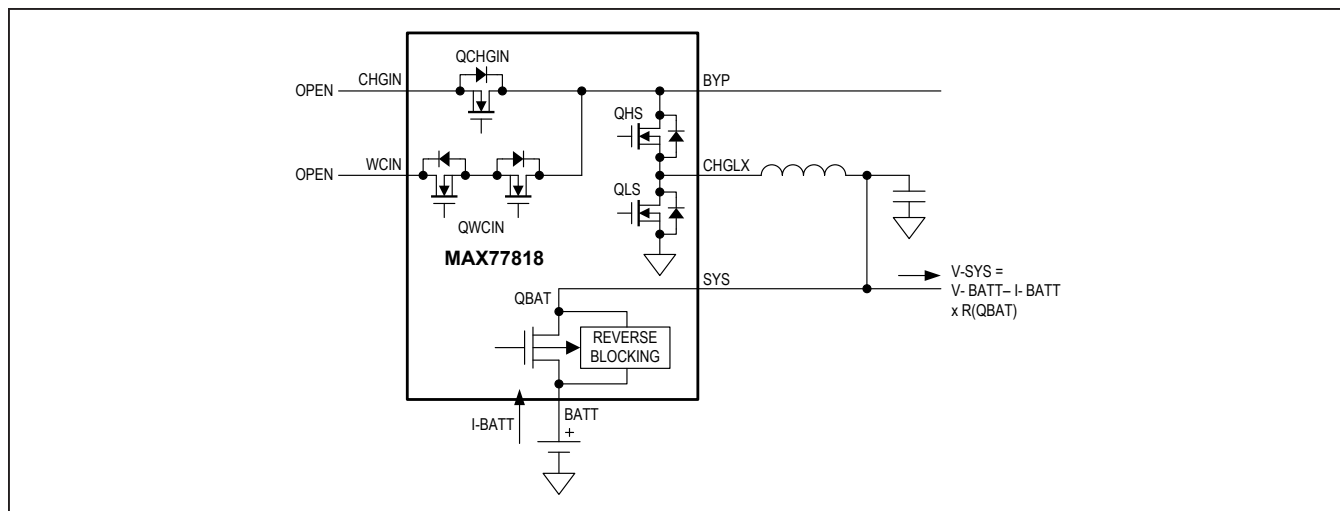 QCHGIN
OPEN
CHGIN
BYP
QHS
OPEN
WCIN
CHGLX
QWCIN
QLS
MAX77818
SYS
V-SYS =
V- BATT– I- BATT
x R(QBAT)
QBAT
REVERSE
BLOCKING
I-BATT
BATT
+